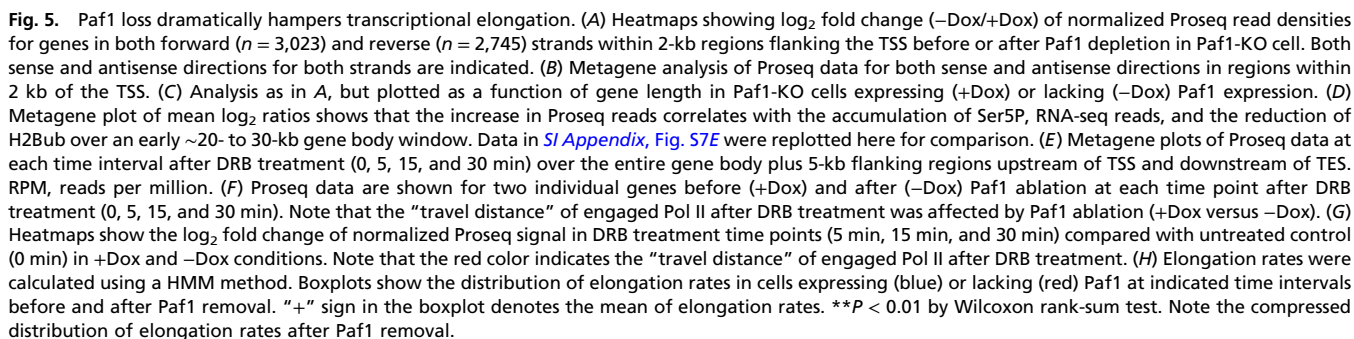 Fig. 5. Paf1 loss dramatically hampers transcriptional elongation. (A) Heatmaps showing log₂ fold change (−Dox/+Dox) of normalized Proseq read densities
for genes in both forward (n = 3,023) and reverse (n = 2,745) strands within 2-kb regions flanking the TSS before or after Paf1 depletion in Paf1-KO cell. Both
sense and antisense directions for both strands are indicated. (B) Metagene analysis of Proseq data for both sense and antisense directions in regions within
2 kb of the TSS. (C) Analysis as in A, but plotted as a function of gene length in Paf1-KO cells expressing (+Dox) or lacking (−Dox) Paf1 expression. (D)
Metagene plot of mean log₂ ratios shows that the increase in Proseq reads correlates with the accumulation of Ser5P, RNA-seq reads, and the reduction of
H2Bub over an early ~20- to 30-kb gene body window. Data in SI Appendix, Fig. S7E were replotted here for comparison. (E) Metagene plots of Proseq data at
each time interval after DRB treatment (0, 5, 15, and 30 min) over the entire gene body plus 5-kb flanking regions upstream of TSS and downstream of TES.
RPM, reads per million. (F) Proseq data are shown for two individual genes before (+Dox) and after (−Dox) Paf1 ablation at each time point after DRB
treatment (0, 5, 15, and 30 min). Note that the “travel distance” of engaged Pol II after DRB treatment was affected by Paf1 ablation (+Dox versus −Dox). (G)
Heatmaps show the log₂ fold change of normalized Proseq signal in DRB treatment time points (5 min, 15 min, and 30 min) compared with untreated control
(0 min) in +Dox and −Dox conditions. Note that the red color indicates the “travel distance” of engaged Pol II after DRB treatment. (H) Elongation rates were
calculated using a HMM method. Boxplots show the distribution of elongation rates in cells expressing (blue) or lacking (red) Paf1 at indicated time intervals
before and after Paf1 removal. “+” sign in the boxplot denotes the mean of elongation rates. **P < 0.01 by Wilcoxon rank-sum test. Note the compressed
distribution of elongation rates after Paf1 removal.